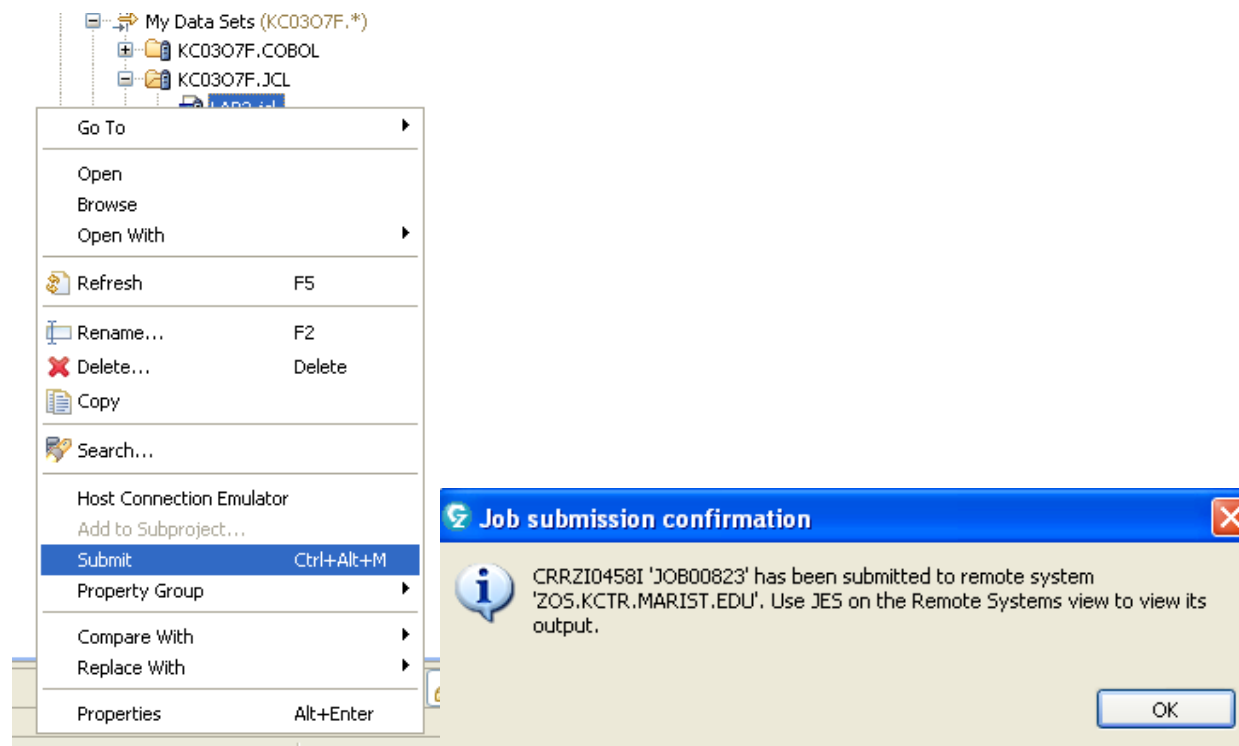 My Data Sets (KC03O7F.*)
KC03O7F.COBOL
KC03O7F.JCL
Go To
Open
Browse
Open With
Refresh F5
Rename... F2
Delete... Delete
Copy
Search...
Host Connection Emulator
Add to Subproject...
Submit Ctrl+Alt+M
Property Group
Compare With
Replace With
Properties Alt+Enter
Job submission confirmation
CRRZI0458I 'JOB00823' has been submitted to remote system
'ZOS.KCTR.MARIST.EDU'. Use JES on the Remote Systems view to view its
output.
OK